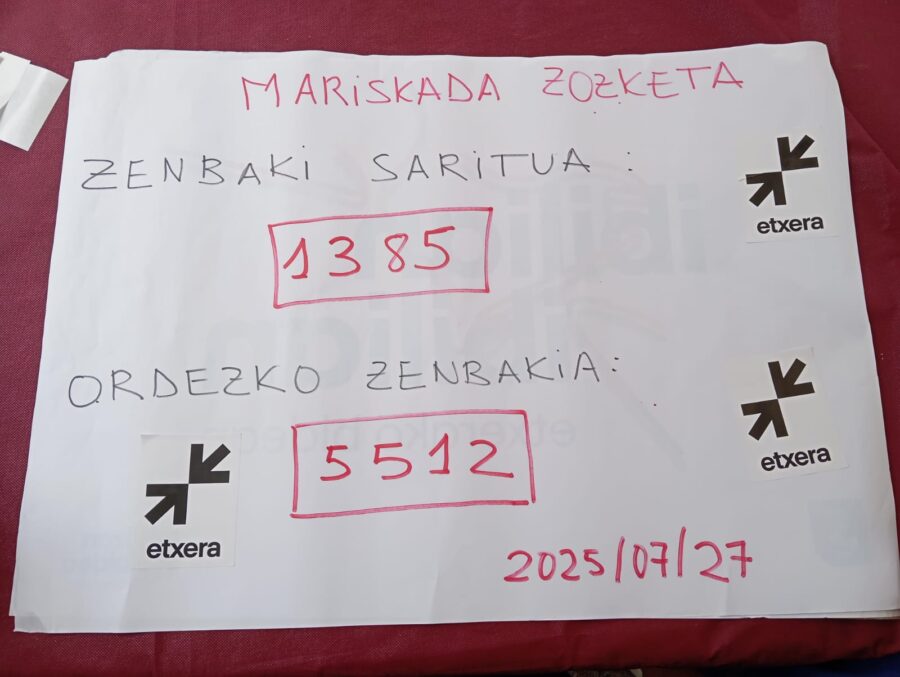 MARiSKADA ZOZKETA
ZENBAKi SARiTUA :
etxera
1385
ORDEZKO ZENBAKiA:
etxera
5512
etxera
2025/07/27